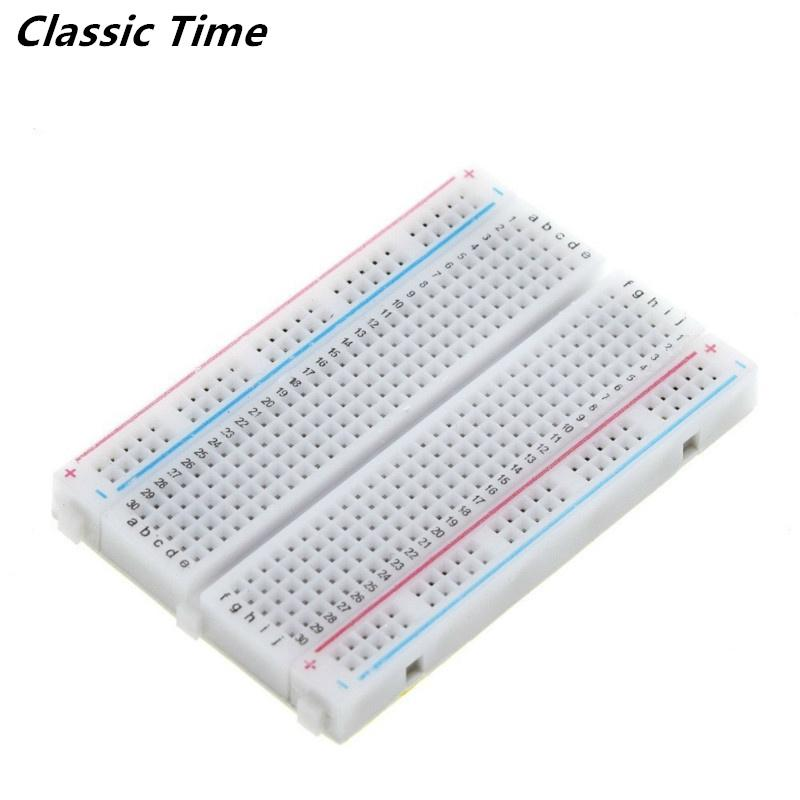 Classic Time
+ −
a b c d e
1 2 3 4 5 6 7 8 9 10 11 12 13 14 15 16 17 18 19 20 21 22 23 24 25 26 27 28 29 30
+ −
a b c d e
f g h i j
1 2 3 4 5 6 7 8 9 10 11 12 13 14 15 16 17 18 19 20 21 22 23 24 25 26 27 28 29 30
+ −
f g h i j
+ −